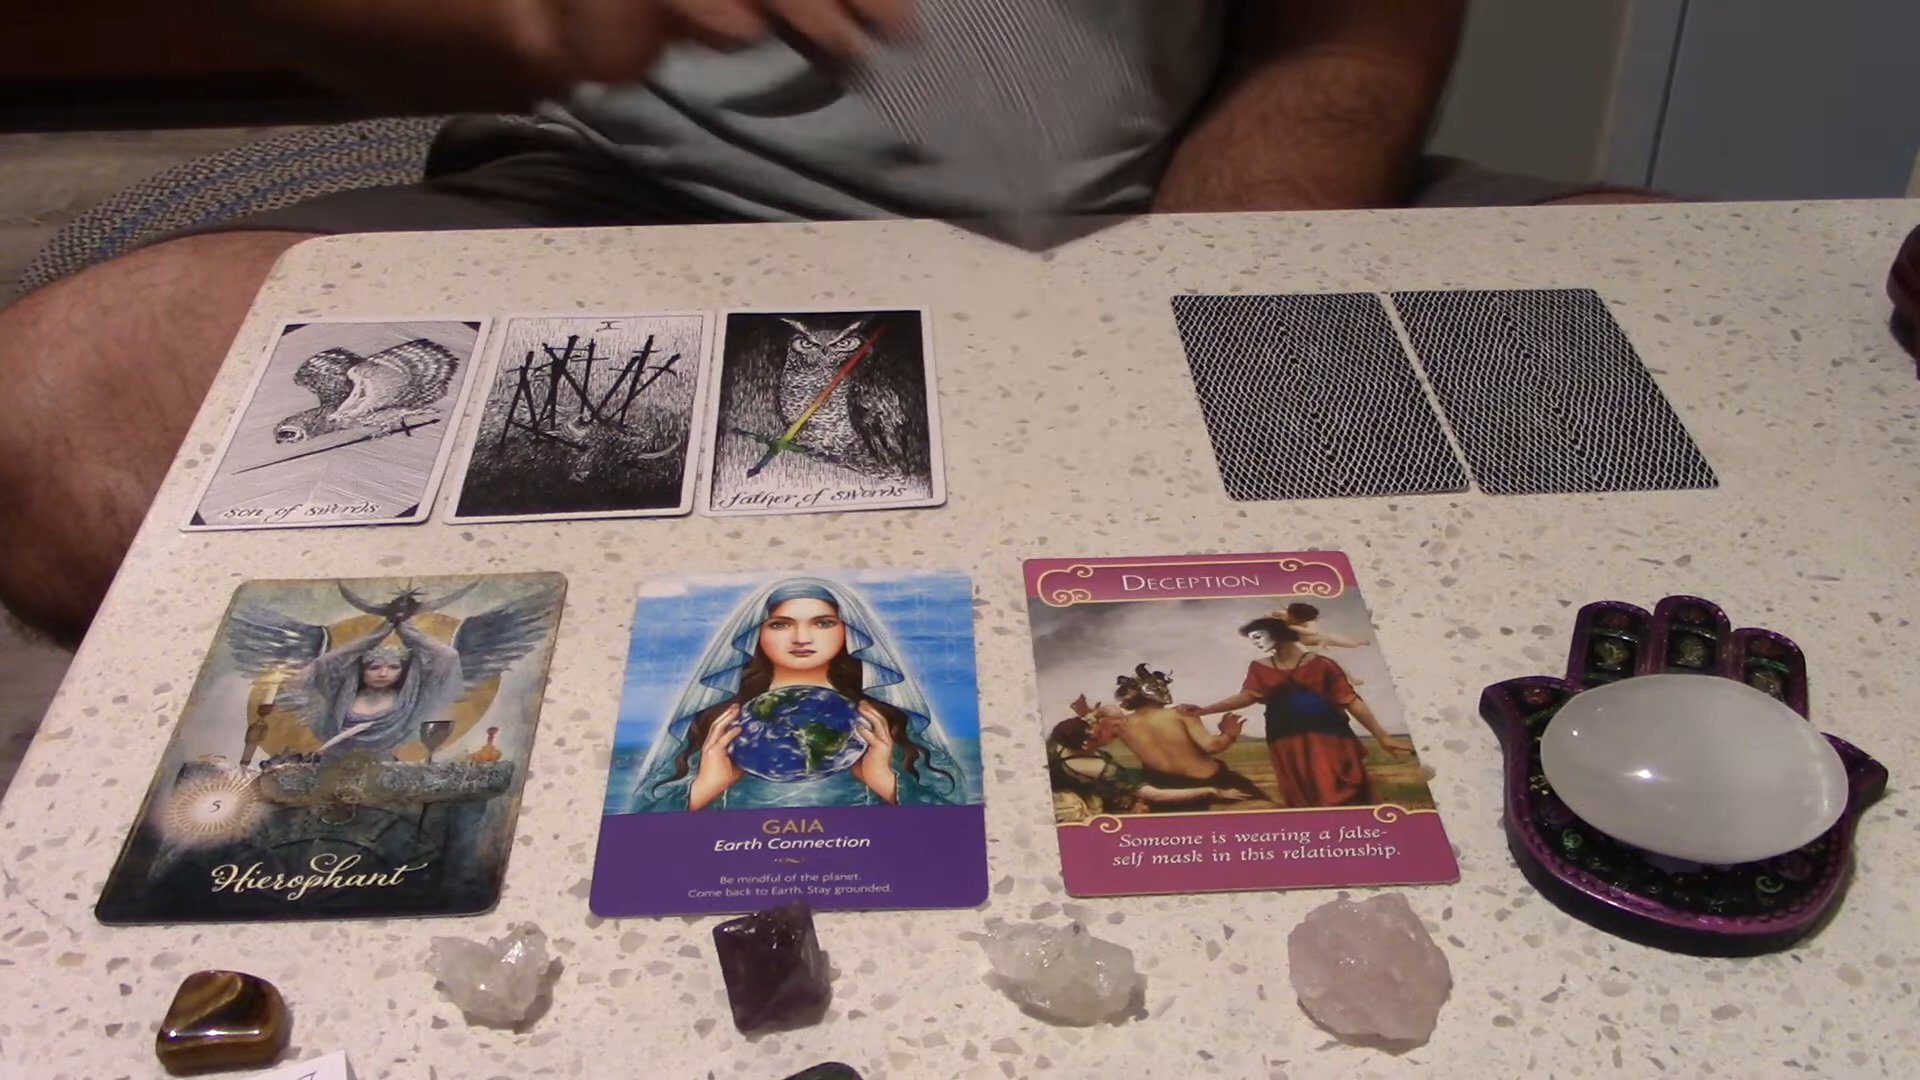 son of swords
X
father of swords
5
Hierophant
GAIA
Earth Connection
Be mindful of the planet.
Come back to Earth. Stay grounded.
DECEPTION
Someone is wearing a false-
self mask in this relationship.